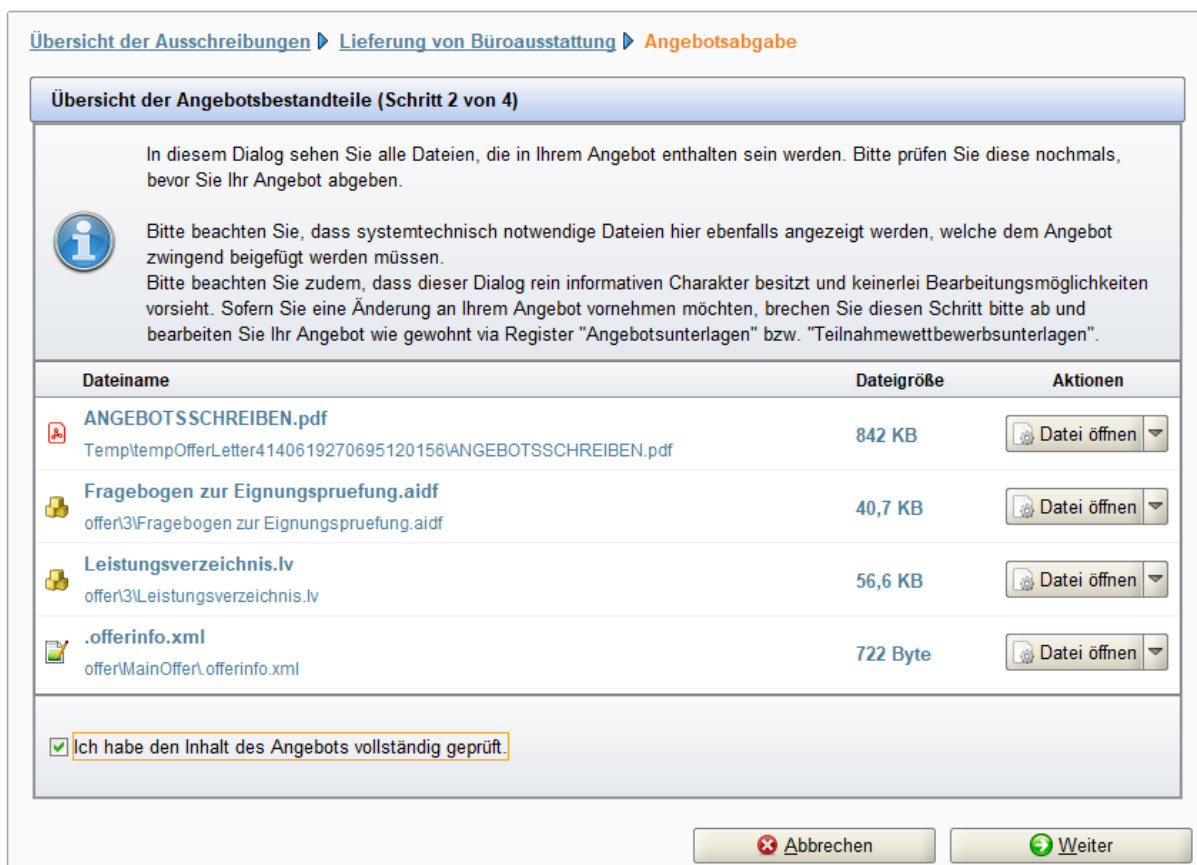 Übersicht der Ausschreibungen Lieferung von Büroausstattung Angebotsabgabe
Übersicht der Angebotsbestandteile (Schritt 2 von 4)
In diesem Dialog sehen Sie alle Dateien, die in Ihrem Angebot enthalten sein werden. Bitte prüfen Sie diese nochmals,
bevor Sie Ihr Angebot abgeben.
Bitte beachten Sie, dass systemtechnisch notwendige Dateien hier ebenfalls angezeigt werden, welche dem Angebot
zwingend beigefügt werden müssen.
Bitte beachten Sie zudem, dass dieser Dialog rein informativen Charakter besitzt und keinerlei Bearbeitungsmöglichkeiten
vorsieht. Sofern Sie eine Änderung an Ihrem Angebot vornehmen möchten, brechen Sie diesen Schritt bitte ab und
bearbeiten Sie Ihr Angebot wie gewohnt via Register "Angebotsunterlagen" bzw. "Teilnahmewettbewerbsunterlagen".
Dateiname Dateigröße Aktionen
ANGEBOTSSCHREIBEN.pdf
Temp\tempOfferLetter4140619270695120156\ANGEBOTSSCHREIBEN.pdf
842 KB Datei öffnen
Fragebogen zur Eignungspruefung.aidf
offer\3\Fragebogen zur Eignungspruefung.aidf
40,7 KB Datei öffnen
Leistungsverzeichnis.lv
offer\3\Leistungsverzeichnis.lv
56,6 KB Datei öffnen
.offerinfo.xml
offer\MainOffer\.offerinfo.xml
722 Byte Datei öffnen
Ich habe den Inhalt des Angebots vollständig geprüft.
Abbrechen Weiter